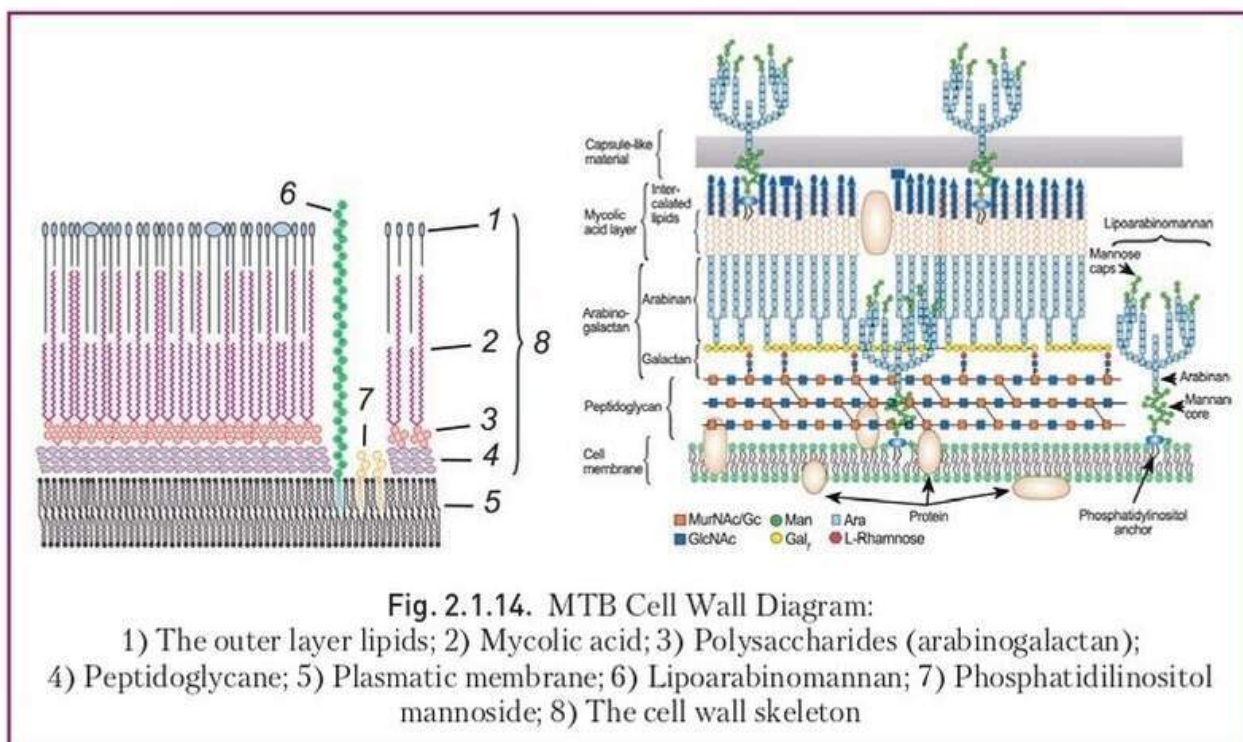 6
1
2
8
7
3
4
5
Capsule-like
material
Mycolic
acid layer
Inter-
calated lipids
Arabino-
galactan
Arabinan
Galactan
Peptidoglycan
Cell
membrane
Lipoarabinomannan
Mannose
caps
Arabinan
Mannan
core
Protein
Phosphatidylinositol
anchor
MurNAc/Gc Man Ara
GlcNAc Galf L-Rhamnose
Fig. 2.1.14. MTB Cell Wall Diagram:
1) The outer layer lipids; 2) Mycolic acid; 3) Polysaccharides (arabinogalactan);
4) Peptidoglycane; 5) Plasmatic membrane; 6) Lipoarabinomannan; 7) Phosphatidilinositol
mannoside; 8) The cell wall skeleton